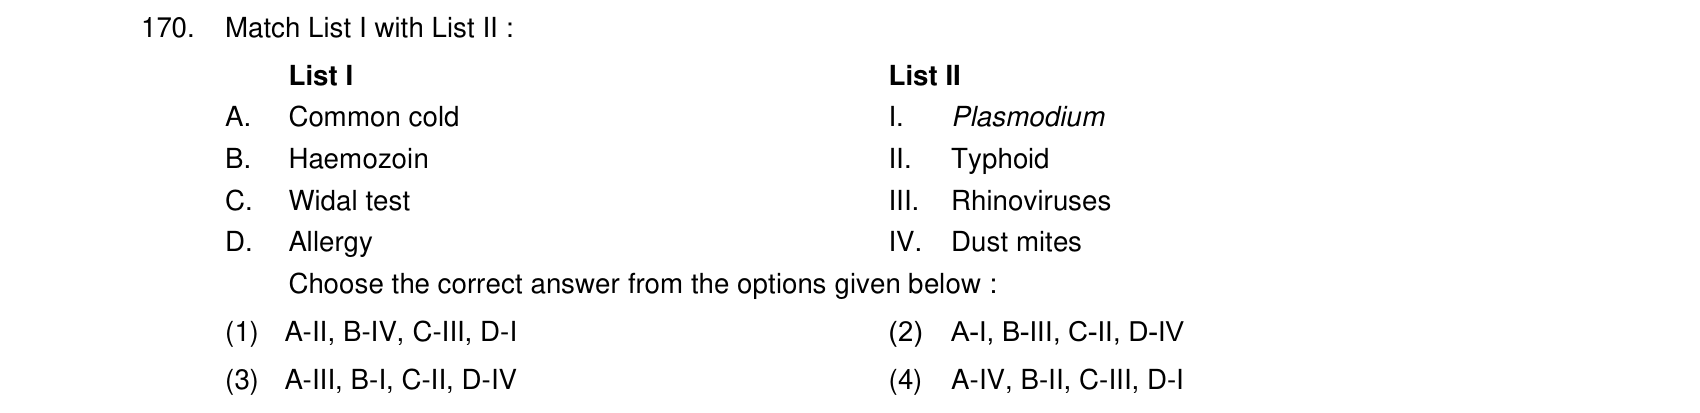 170. Match List I with List II :
List I List II
A. Common cold I. Plasmodium
B. Haemozoin II. Typhoid
C. Widal test III. Rhinoviruses
D. Allergy IV. Dust mites
Choose the correct answer from the options given below :
(1) A-II, B-IV, C-III, D-I (2) A-I, B-III, C-II, D-IV
(3) A-III, B-I, C-II, D-IV (4) A-IV, B-II, C-III, D-I